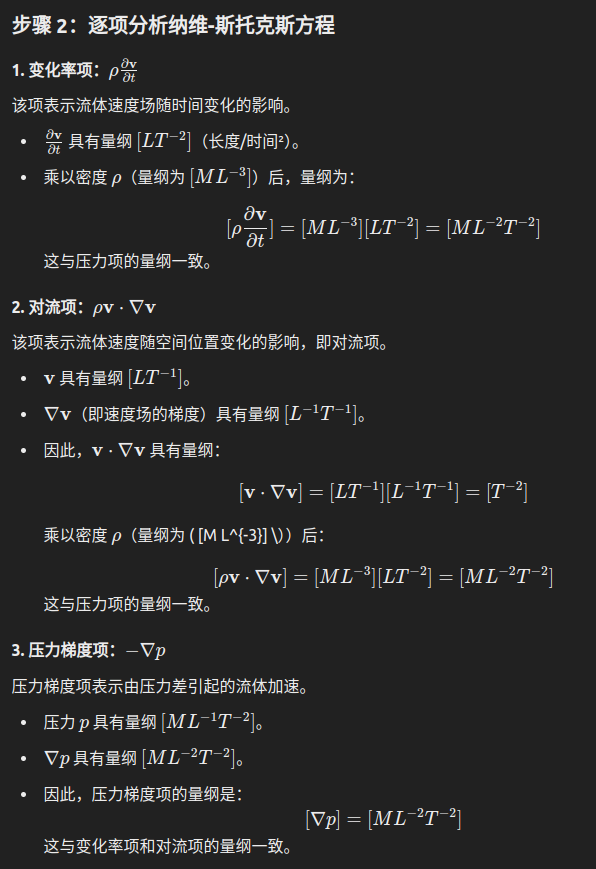 步骤 2：逐项分析纳维-斯托克斯方程
1. 变化率项：$\rho \frac{\partial \mathbf{v}}{\partial t}$
该项表示流体速度场随时间变化的影响。
• $\frac{\partial \mathbf{v}}{\partial t}$ 具有量纲 $[LT^{-2}]$（长度/时间²）。
• 乘以密度 $\rho$（量纲为 $[ML^{-3}]$）后，量纲为：
$[\rho \frac{\partial \mathbf{v}}{\partial t}] = [ML^{-3}][LT^{-2}] = [ML^{-2}T^{-2}]$
这与压力项的量纲一致。
2. 对流项：$\rho \mathbf{v} \cdot \nabla \mathbf{v}$
该项表示流体速度随空间位置变化的影响，即对流项。
• $\mathbf{v}$ 具有量纲 $[LT^{-1}]$。
• $\nabla \mathbf{v}$（即速度场的梯度）具有量纲 $[L^{-1}T^{-1}]$。
• 因此，$\mathbf{v} \cdot \nabla \mathbf{v}$ 具有量纲：
$[\mathbf{v} \cdot \nabla \mathbf{v}] = [LT^{-1}][L^{-1}T^{-1}] = [T^{-2}]$
乘以密度 $\rho$（量纲为 ( [M L^{-3}] \)）后：
$[\rho \mathbf{v} \cdot \nabla \mathbf{v}] = [ML^{-3}][LT^{-2}] = [ML^{-2}T^{-2}]$
这与压力项的量纲一致。
3. 压力梯度项：$-\nabla p$
压力梯度项表示由压力差引起的流体加速。
• 压力 $p$ 具有量纲 $[ML^{-1}T^{-2}]$。
• $\nabla p$ 具有量纲 $[ML^{-2}T^{-2}]$。
• 因此，压力梯度项的量纲是：
$[\nabla p] = [ML^{-2}T^{-2}]$
这与变化率项和对流项的量纲一致。